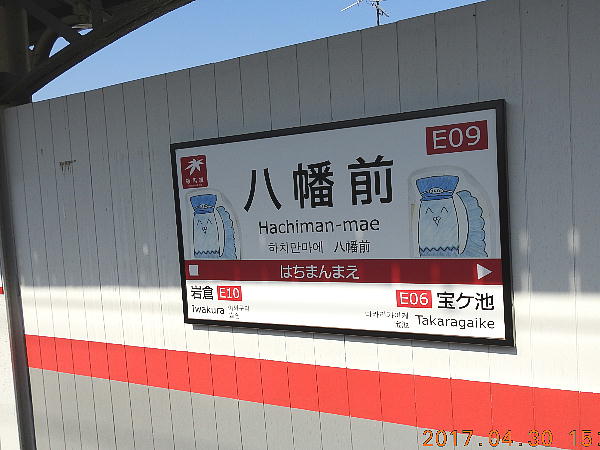 E09
八幡前
Hachiman-mae
하치만마에 八幡前
はちまんまえ
岩倉 E10
Iwakura
E06 宝ケ池
Takaragaike
2017.04.30